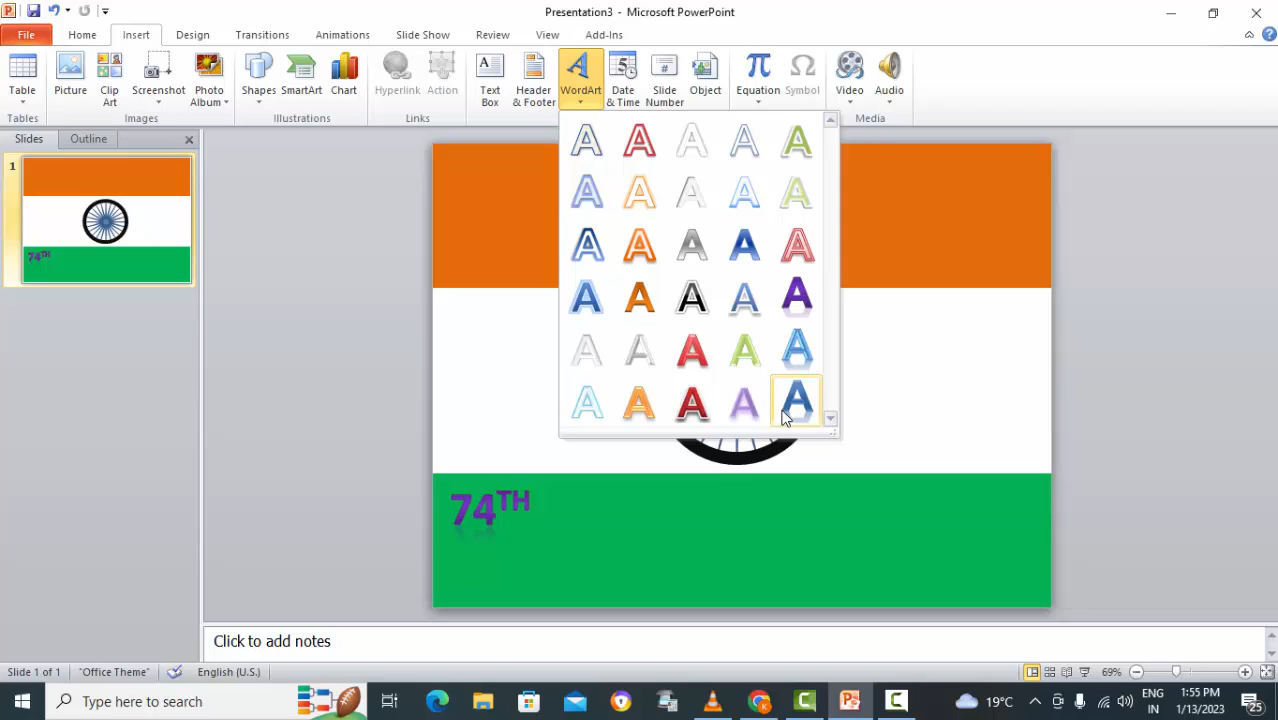 Presentation3 - Microsoft PowerPoint
File Home Insert Design Transitions Animations Slide Show Review View Add-Ins
Table
Picture
Clip Art
Screenshot
Photo Album
Shapes
SmartArt
Chart
Hyperlink
Action
Text Box
Header & Footer
WordArt
Date & Time
Slide Number
Object
Equation
Symbol
Video
Audio
Tables Images Illustrations Links Media
Slides Outline
1
74TH
A A A A A
A A A A A
A A A A A
A A A A A
A A A A A
A A A A A
74TH
Click to add notes
Slide 1 of 1 "Office Theme" English (U.S.) 69%
Type here to search
19°C
ENG
IN
1:55 PM
1/13/2023
25